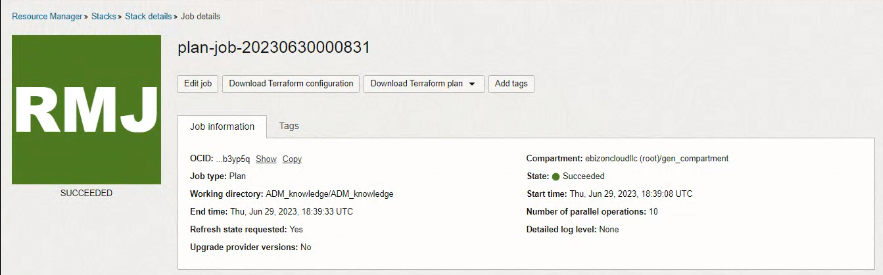 Resource Manager » Stacks » Stack details » Job details
RMJ
SUCCEEDED
plan-job-20230630000831
Edit job Download Terraform configuration Download Terraform plan Add tags
Job information Tags
OCID: ...b3yp5q Show Copy
Job type: Plan
Working directory: ADM_knowledge/ADM_knowledge
End time: Thu, Jun 29, 2023, 18:39:33 UTC
Refresh state requested: Yes
Upgrade provider versions: No
Compartment: ebizoncloudllc (root)/gen_compartment
State: Succeeded
Start time: Thu, Jun 29, 2023, 18:39:08 UTC
Number of parallel operations: 10
Detailed log level: None